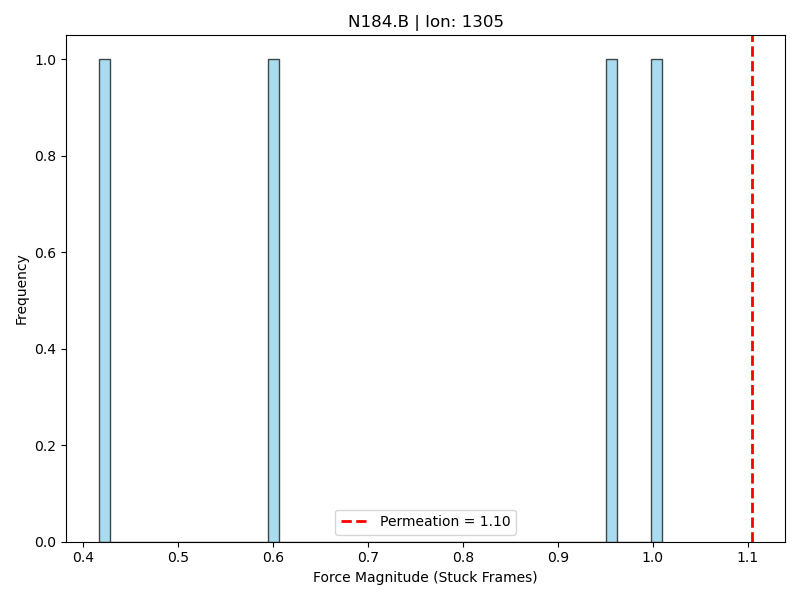 N184.B | Ion: 1305
1.0
0.8
0.6
0.4
0.2
0.0
Frequency
0.4 0.5 0.6 0.7 0.8 0.9 1.0 1.1
Force Magnitude (Stuck Frames)
Permeation = 1.10